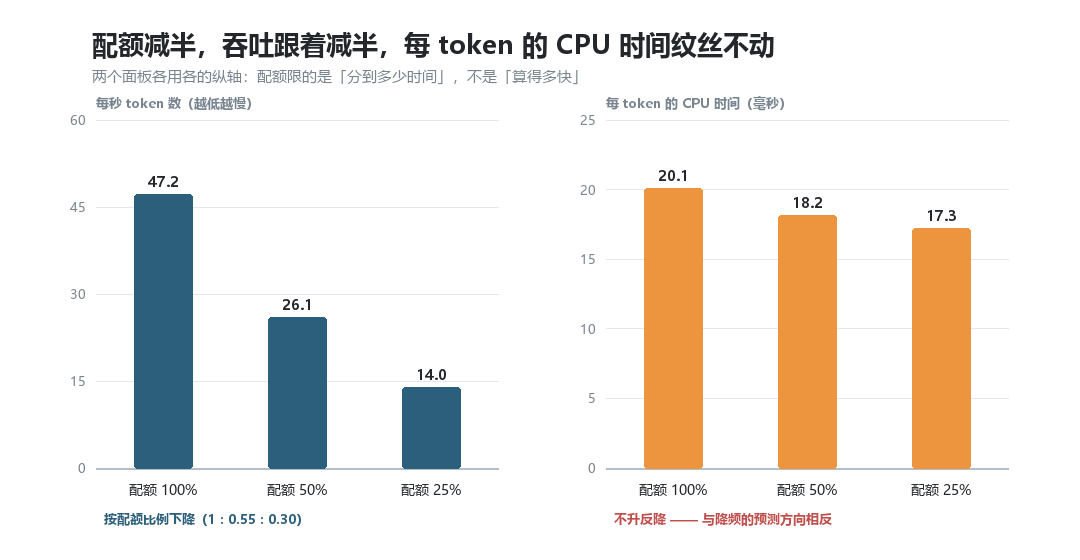 配额减半，吞吐跟着减半，每 token 的 CPU 时间纹丝不动
两个面板各用各的纵轴：配额限的是「分到多少时间」，不是「算得多快」
每秒 token 数（越低越慢）
60
45
30
15
0
47.2
26.1
14.0
配额 100%
配额 50%
配额 25%
按配额比例下降（1 : 0.55 : 0.30）
每 token 的 CPU 时间（毫秒）
25
20
15
10
5
0
20.1
18.2
17.3
配额 100%
配额 50%
配额 25%
不升反降 —— 与降频的预测方向相反